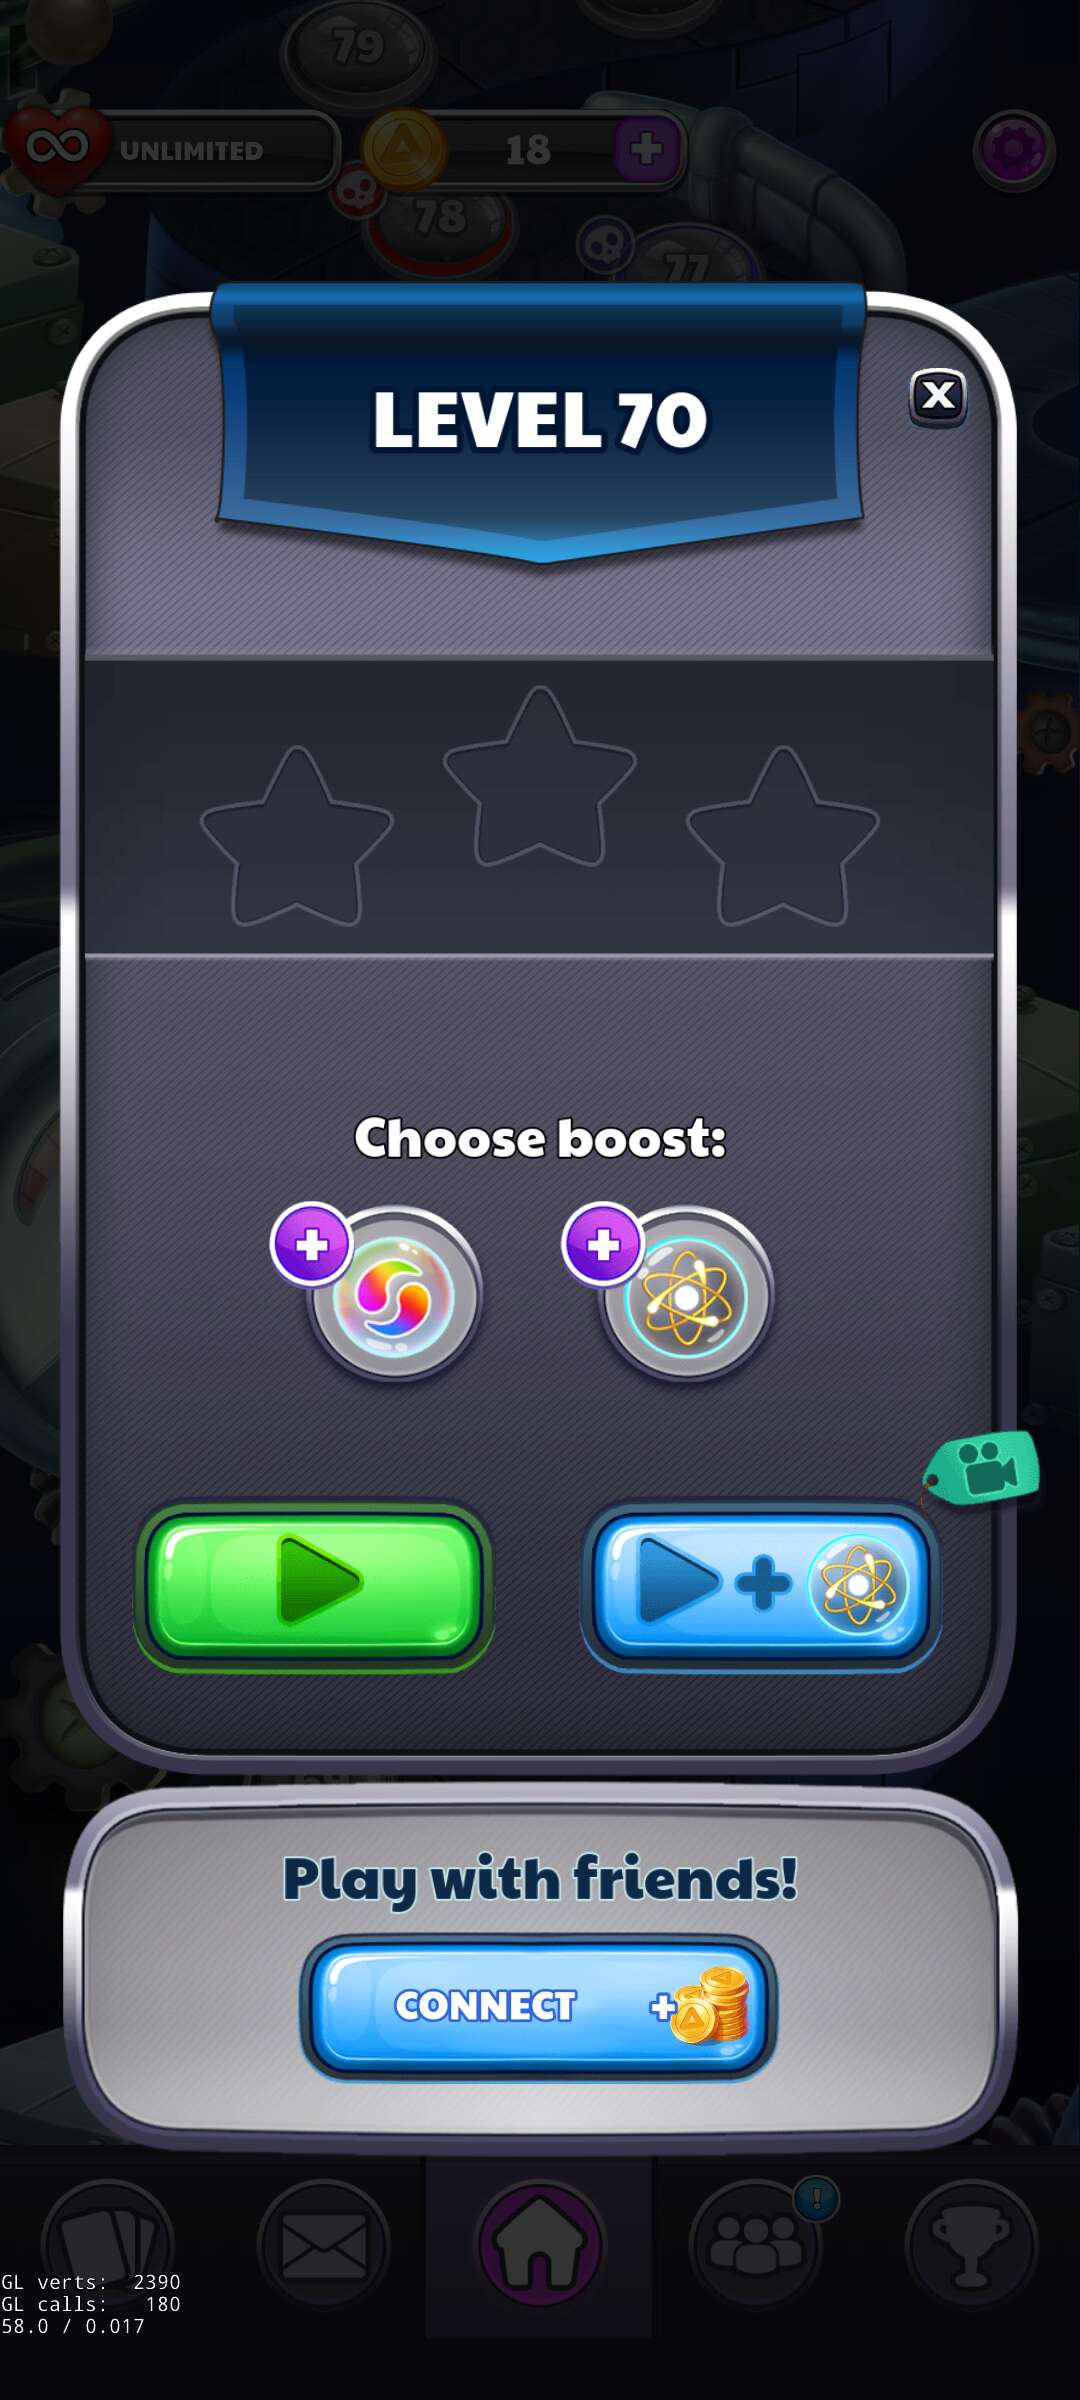 79
UNLIMITED
18
78
77
LEVEL 70
Choose boost:
Play with friends!
CONNECT
GL verts: 2390
GL calls: 180
58.0 / 0.017